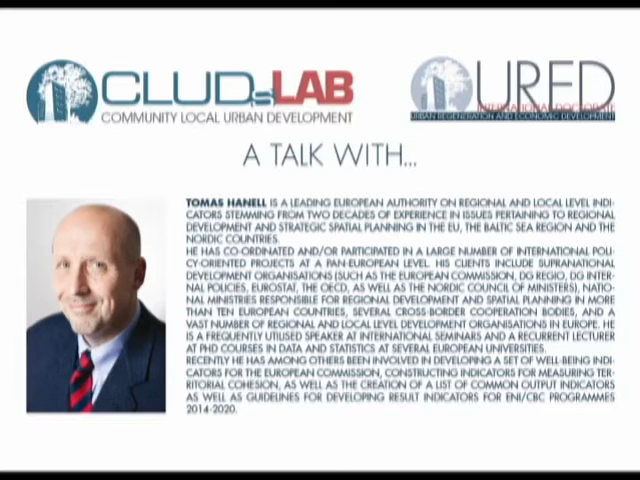 CLUDsLAB
COMMUNITY LOCAL URBAN DEVELOPMENT
URED
INTERNATIONAL DOCTORATE
URBAN REGENERATION AND ECONOMIC DEVELOPMENT
A TALK WITH...
TOMAS HANELL IS A LEADING EUROPEAN AUTHORITY ON REGIONAL AND LOCAL LEVEL INDI-
CATORS STEMMING FROM TWO DECADES OF EXPERIENCE IN ISSUES PERTAINING TO REGIONAL
DEVELOPMENT AND STRATEGIC SPATIAL PLANNING IN THE EU, THE BALTIC SEA REGION AND THE
NORDIC COUNTRIES.
HE HAS CO-ORDINATED AND/OR PARTICIPATED IN A LARGE NUMBER OF INTERNATIONAL POLI-
CY-ORIENTED PROJECTS AT A PAN-EUROPEAN LEVEL. HIS CLIENTS INCLUDE SUPRANATIONAL
DEVELOPMENT ORGANISATIONS (SUCH AS THE EUROPEAN COMMISSION, DG REGIO, DG INTER-
NAL POLICIES, EUROSTAT, THE OECD, AS WELL AS THE NORDIC COUNCIL OF MINISTERS), NATIO-
NAL MINISTRIES RESPONSIBLE FOR REGIONAL DEVELOPMENT AND SPATIAL PLANNING IN MORE
THAN TEN EUROPEAN COUNTRIES, SEVERAL CROSS-BORDER COOPERATION BODIES, AND A
VAST NUMBER OF REGIONAL AND LOCAL LEVEL DEVELOPMENT ORGANISATIONS IN EUROPE. HE
IS A FREQUENTLY UTILISED SPEAKER AT INTERNATIONAL SEMINARS AND A RECURRENT LECTURER
AT PHD COURSES IN DATA AND STATISTICS AT SEVERAL EUROPEAN UNIVERSITIES.
RECENTLY HE HAS AMONG OTHERS BEEN INVOLVED IN DEVELOPING A SET OF WELL-BEING INDI-
CATORS FOR THE EUROPEAN COMMISSION, CONSTRUCTING INDICATORS FOR MEASURING TER-
RITORIAL COHESION, AS WELL AS THE CREATION OF A LIST OF COMMON OUTPUT INDICATORS
AS WELL AS GUIDELINES FOR DEVELOPING RESULT INDICATORS FOR ENI/CBC PROGRAMMES
2014-2020.